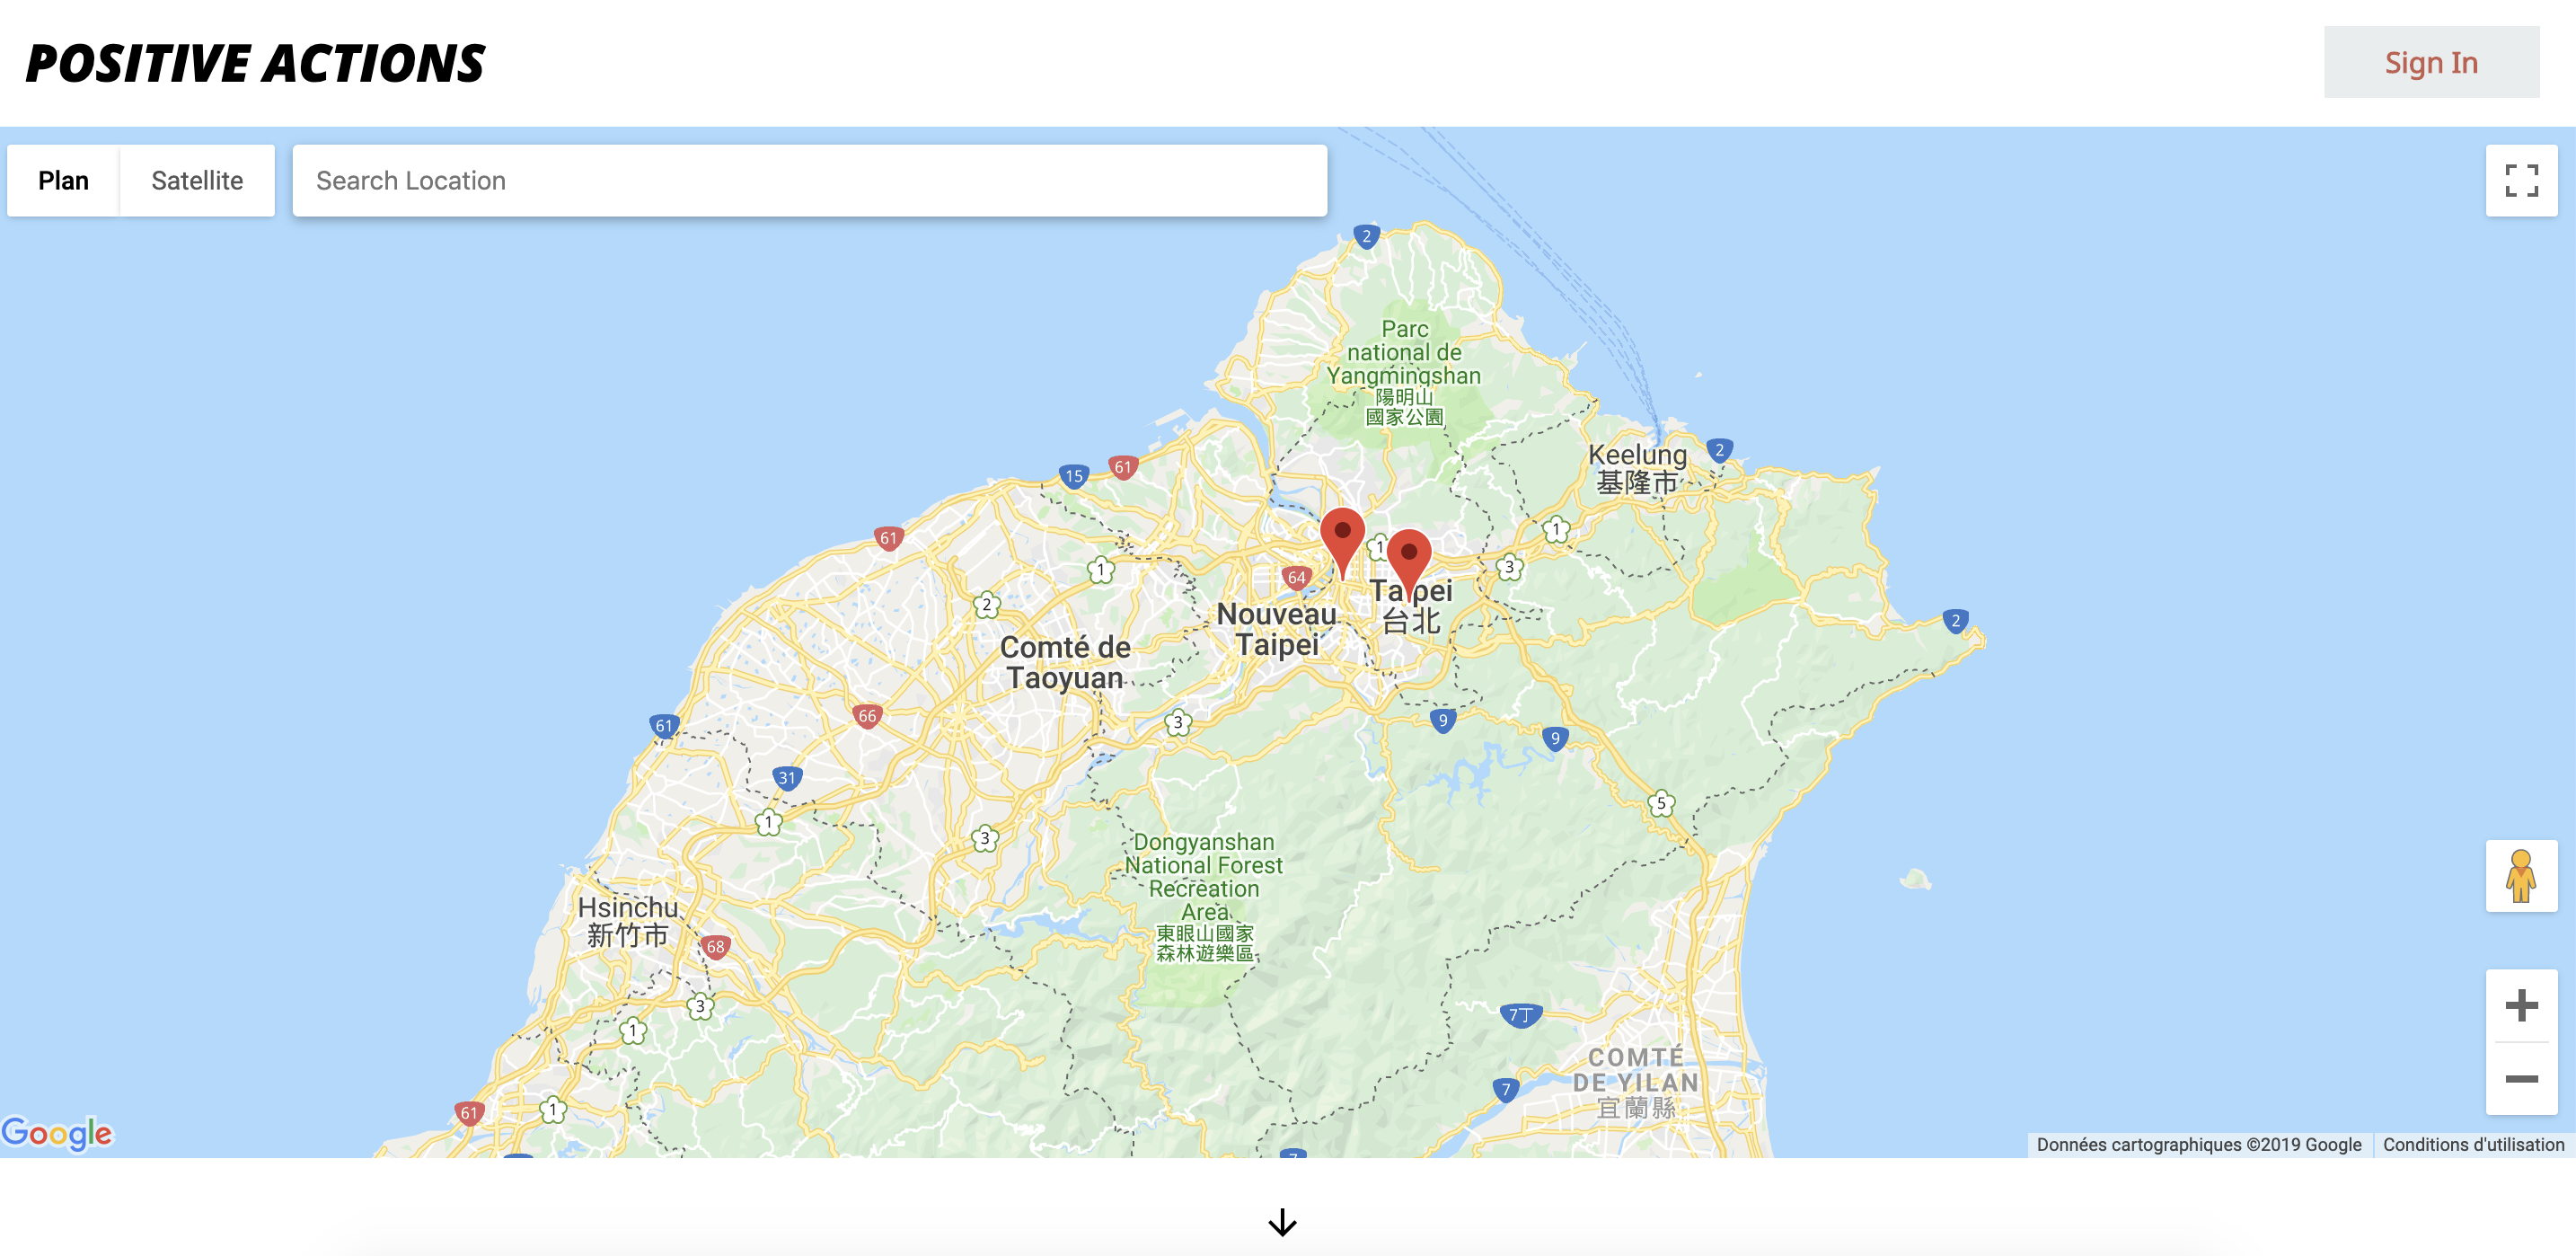 POSITIVE ACTIONS
Sign In
Plan
Satellite
Search Location
2
Parc
national de
Yangmingshan
陽明山
國家公園
Keelung
基隆市
2
15
61
61
1
1
1
3
64
2
Taipei
台北
Nouveau
Taipei
Comté de
Taoyuan
2
61
66
3
9
9
31
1
3
5
Dongyanshan
National Forest
Recreation
Area
東眼山國家
森林遊樂區
Hsinchu
新竹市
68
3
1
7丁
COMTÉ
DE YILAN
宜蘭縣
7
61
1
7
Google
Données cartographiques ©2019 Google
Conditions d'utilisation